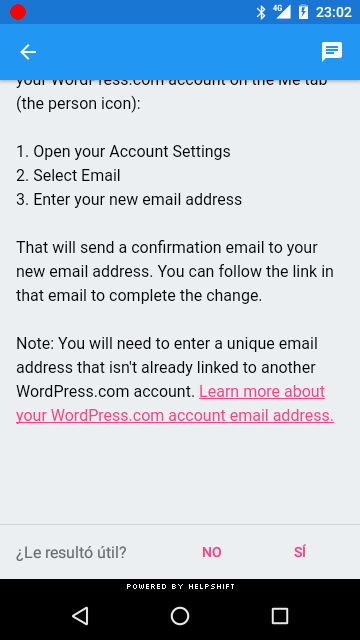 4G 23:02
your WordPress.com account on the Me tab
(the person icon):
1. Open your Account Settings
2. Select Email
3. Enter your new email address
That will send a confirmation email to your
new email address. You can follow the link in
that email to complete the change.
Note: You will need to enter a unique email
address that isn't already linked to another
WordPress.com account. Learn more about
your WordPress.com account email address.
¿Le resultó útil? NO SÍ
POWERED BY HELPSHIFT